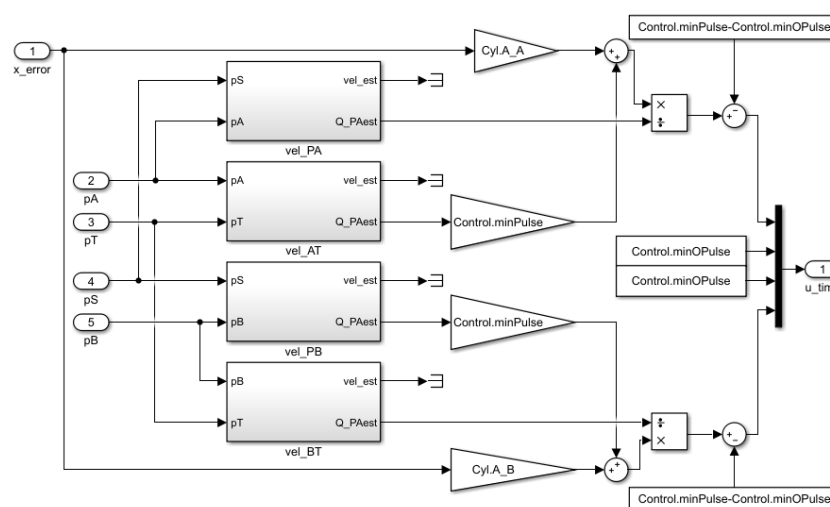 Control.minPulse-Control.minOPulse
1
x_error
Cyl.A_A
pS
vel_est
pA
Q_PAest
vel_PA
2
pA
pA
vel_est
3
pT
pT
Q_PAest
Control.minPulse
vel_AT
Control.minOPulse
Control.minOPulse
1
u_tim
4
pS
pS
vel_est
5
pB
pB
Q_PAest
Control.minPulse
vel_PB
pB
vel_est
pT
Q_PAest
vel_BT
Cyl.A_B
Control.minPulse-Control.minOPulse